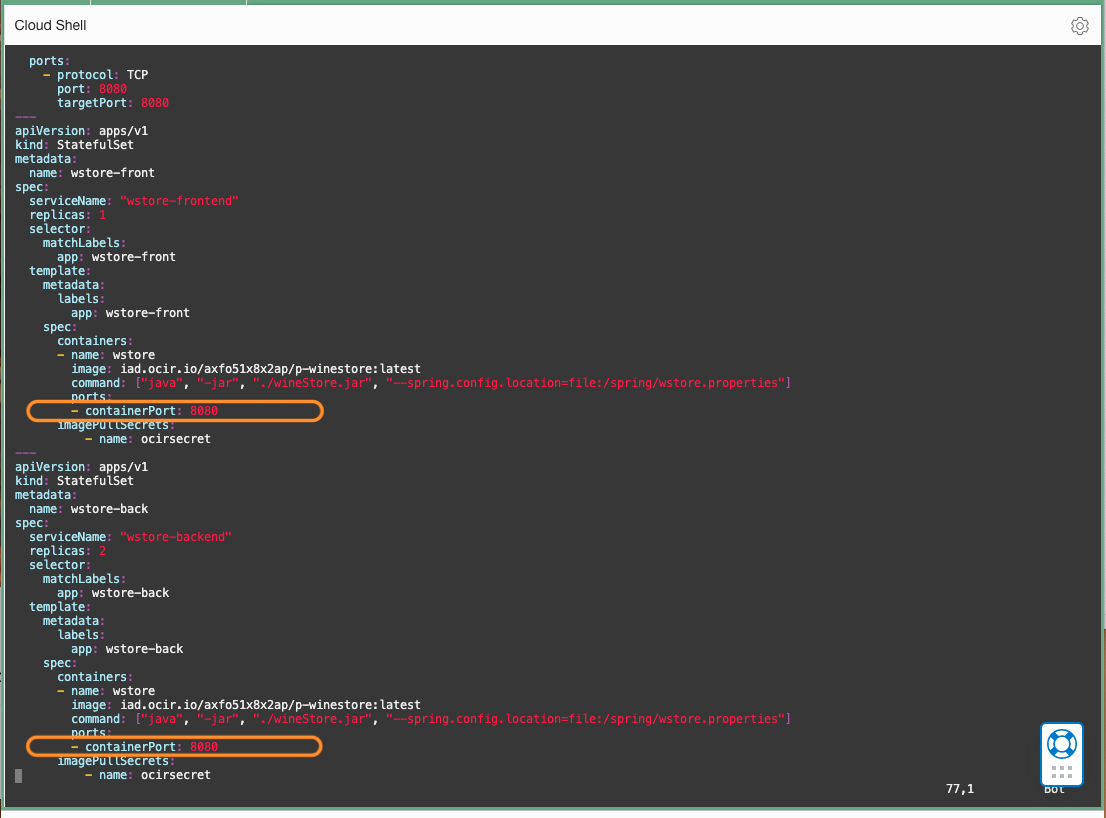 Cloud Shell
  ports:
    - protocol: TCP
      port: 8080
      targetPort: 8080
---
apiVersion: apps/v1
kind: StatefulSet
metadata:
  name: wstore-front
spec:
  serviceName: "wstore-frontend"
  replicas: 1
  selector:
    matchLabels:
      app: wstore-front
  template:
    metadata:
      labels:
        app: wstore-front
    spec:
      containers:
      - name: wstore
        image: iad.ocir.io/axfo51x8x2ap/p-winestore:latest
        command: ["java", "-jar", "./wineStore.jar", "--spring.config.location=file:/spring/wstore.properties"]
        ports:
        - containerPort: 8080
      imagePullSecrets:
          - name: ocirsecret
---
apiVersion: apps/v1
kind: StatefulSet
metadata:
  name: wstore-back
spec:
  serviceName: "wstore-backend"
  replicas: 2
  selector:
    matchLabels:
      app: wstore-back
  template:
    metadata:
      labels:
        app: wstore-back
    spec:
      containers:
      - name: wstore
        image: iad.ocir.io/axfo51x8x2ap/p-winestore:latest
        command: ["java", "-jar", "./wineStore.jar", "--spring.config.location=file:/spring/wstore.properties"]
        ports:
        - containerPort: 8080
      imagePullSecrets:
          - name: ocirsecret
77,1 Bot